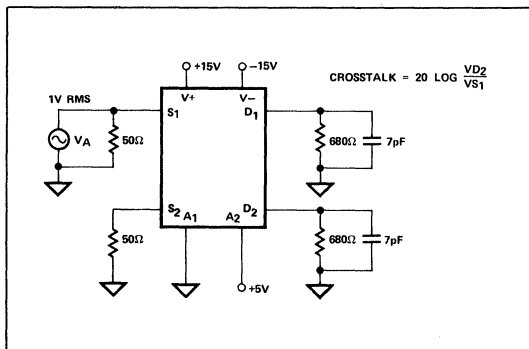 +15V
-15V
CROSSTALK = 20 LOG VD2
VS1
1V RMS
V+
V-
S1
D1
VA
50Ω
680Ω
7pF
S2
A1
A2
D2
50Ω
680Ω
7pF
+5V